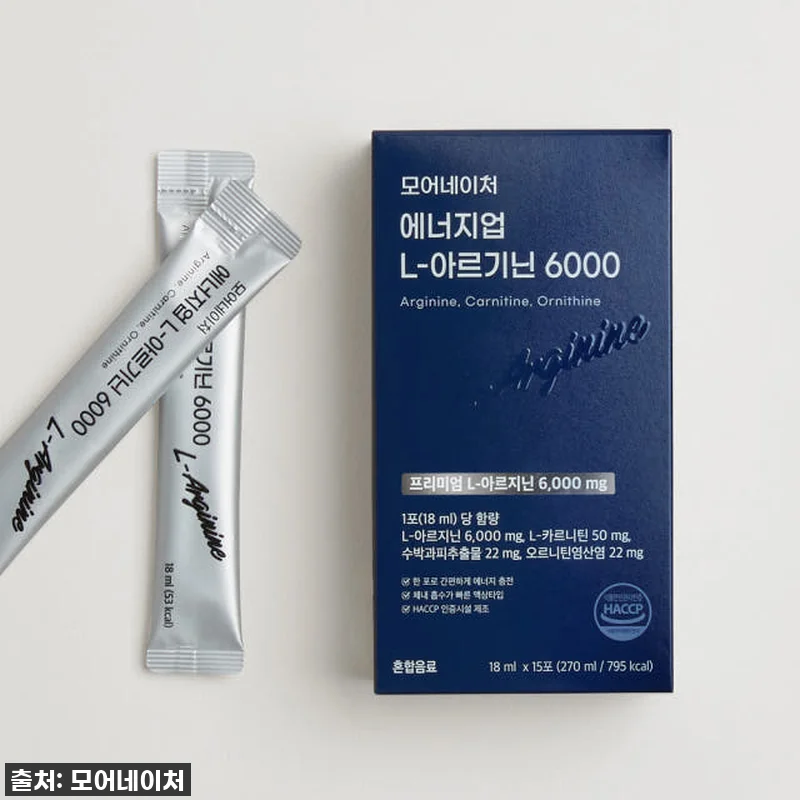 모어네이처
에너지업
L-아르기닌 6000
Arginine, Carnitine, Ornithine
Arginine
프리미엄 L-아르지닌 6,000 mg
1포(18 ml) 당 함량
L-아르지닌 6,000 mg, L-카르니틴 50 mg,
수박과피추출물 22 mg, 오르니틴염산염 22 mg
한 포로 간편하게 에너지 충전
체내 흡수가 빠른 액상타입
HACCP 인증시설 제조
HACCP
혼합음료
18 ml x 15포 (270 ml / 795 kcal)
모어네이처
에너지업 L-아르기닌 6000
Arginine, Carnitine, Ornithine
L-Arginine
기닌 6000
L-Arginine
18 ml (53 kcal)
출처: 모어네이처